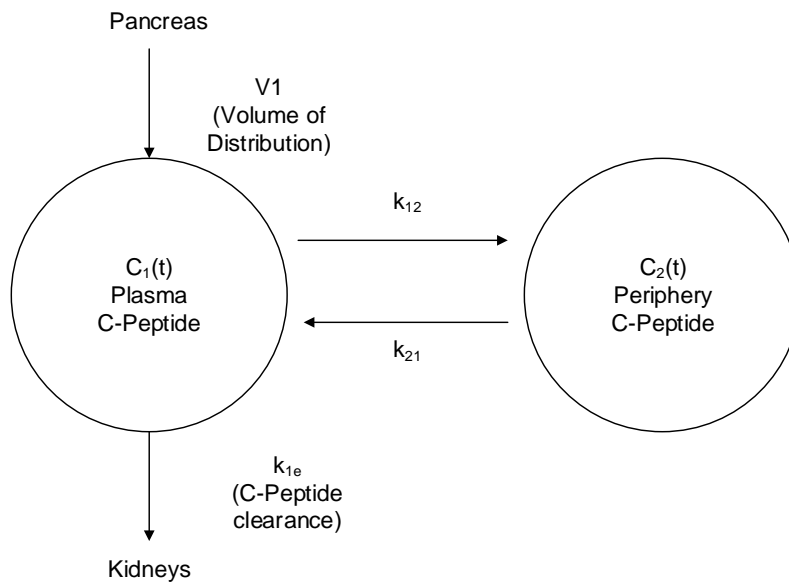 Pancreas
V1
(Volume of
Distribution)
k₁₂
C₁(t)
Plasma
C-Peptide
C₂(t)
Periphery
C-Peptide
k₂₁
k₁ₑ
(C-Peptide
clearance)
Kidneys